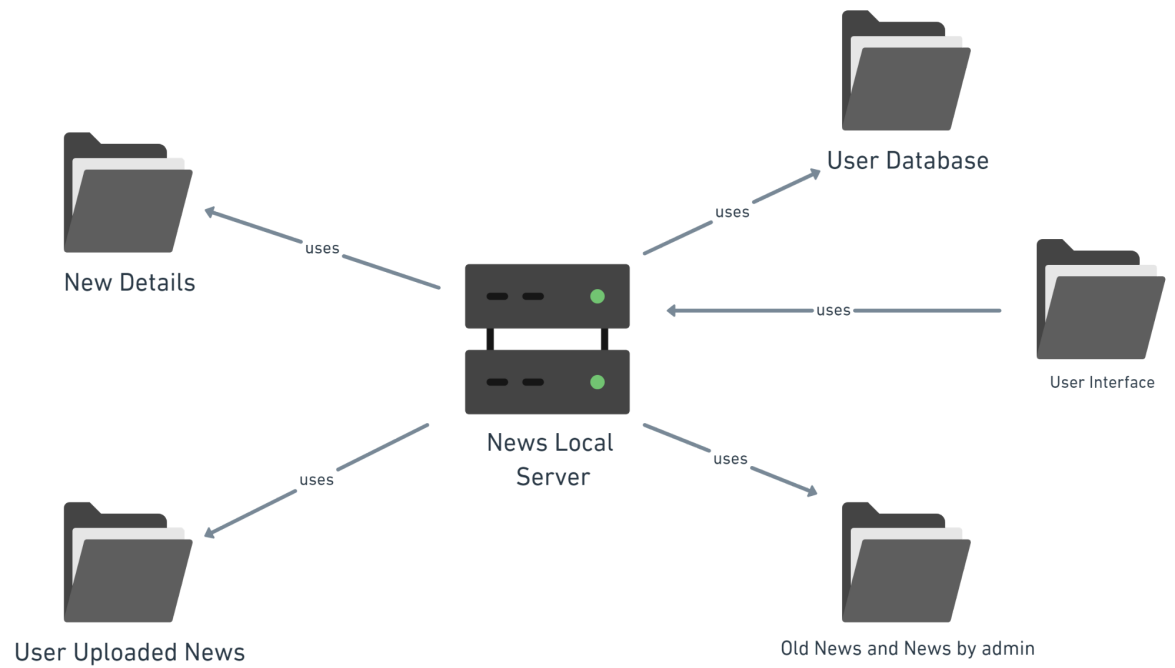 User Database
uses
New Details
uses
uses
User Interface
News Local
Server
uses
uses
User Uploaded News
Old News and News by admin